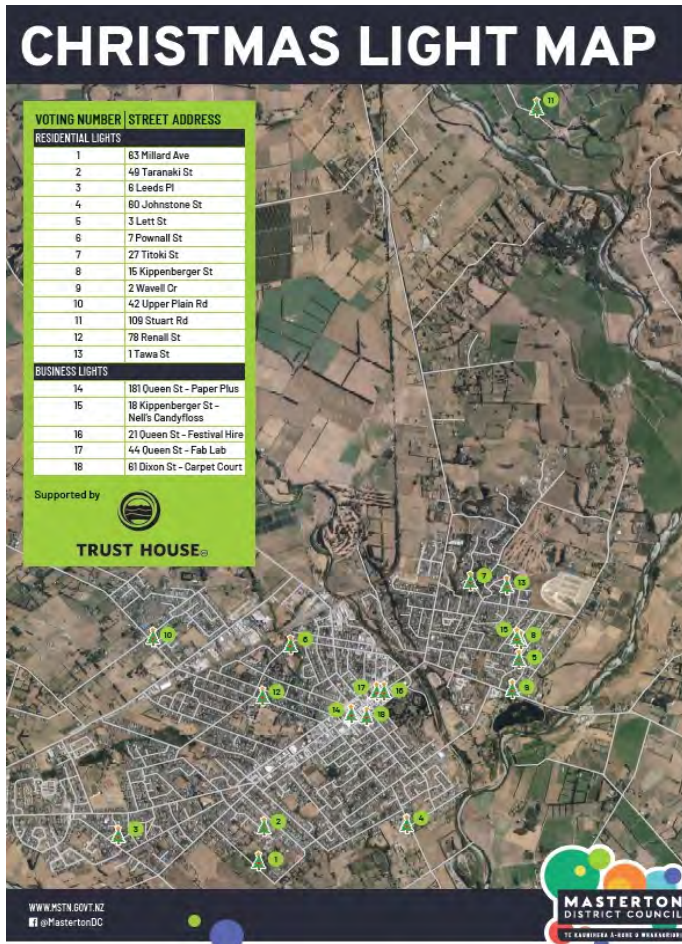 CHRISTMAS LIGHT MAP
VOTING NUMBER STREET ADDRESS
RESIDENTIAL LIGHTS
1 63 Millard Ave
2 49 Taranaki St
3 6 Leeds Pl
4 60 Johnstone St
5 3 Lett St
6 7 Pownall St
7 27 Titoki St
8 15 Kippenberger St
9 2 Wavell Cr
10 42 Upper Plain Rd
11 109 Stuart Rd
12 78 Renall St
13 1 Tawa St
BUSINESS LIGHTS
14 181 Queen St - Paper Plus
15 18 Kippenberger St -
Nell's Candyfloss
16 21 Queen St - Festival Hire
17 44 Queen St - Fab Lab
18 61 Dixon St - Carpet Court
Supported by
TRUST HOUSE
11
7
13
15
8
5
9
10
6
12
17
16
14
18
3
2
4
1
WWW.MSTN.GOVT.NZ
@MastertonDC
MASTERTON
DISTRICT COUNCIL